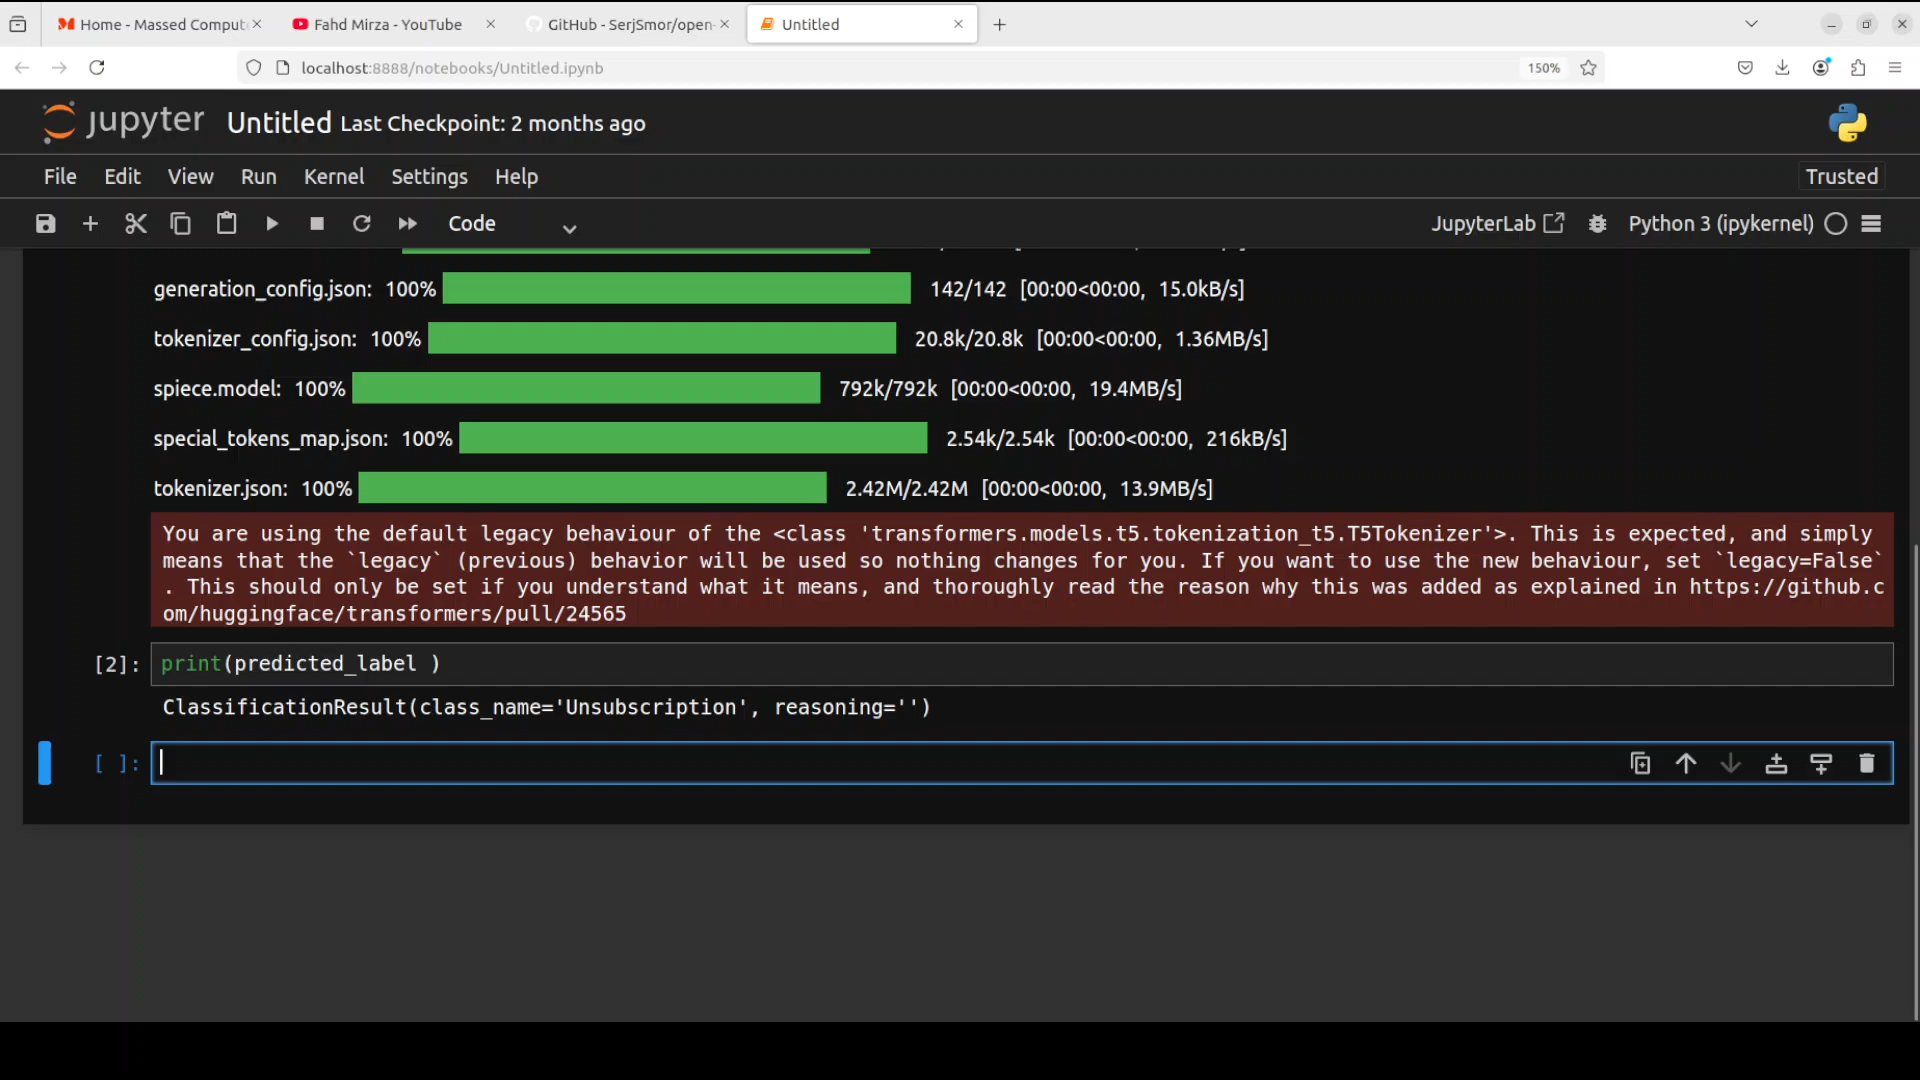 Home - Massed Comput
Fahd Mirza - YouTube
GitHub - SerjSmor/open-
Untitled
localhost:8888/notebooks/Untitled.ipynb
150%
jupyter Untitled Last Checkpoint: 2 months ago
File Edit View Run Kernel Settings Help
Trusted
Code
JupyterLab
Python 3 (ipykernel)
generation_config.json: 100% 142/142 [00:00<00:00, 15.0kB/s]
tokenizer_config.json: 100% 20.8k/20.8k [00:00<00:00, 1.36MB/s]
spiece.model: 100% 792k/792k [00:00<00:00, 19.4MB/s]
special_tokens_map.json: 100% 2.54k/2.54k [00:00<00:00, 216kB/s]
tokenizer.json: 100% 2.42M/2.42M [00:00<00:00, 13.9MB/s]
You are using the default legacy behaviour of the <class 'transformers.models.t5.tokenization_t5.T5Tokenizer'>. This is expected, and simply
means that the `legacy` (previous) behavior will be used so nothing changes for you. If you want to use the new behaviour, set `legacy=False`
. This should only be set if you understand what it means, and thoroughly read the reason why this was added as explained in https://github.c
om/huggingface/transformers/pull/24565
[2]: print(predicted_label )
ClassificationResult(class_name='Unsubscription', reasoning='')
[ ]: